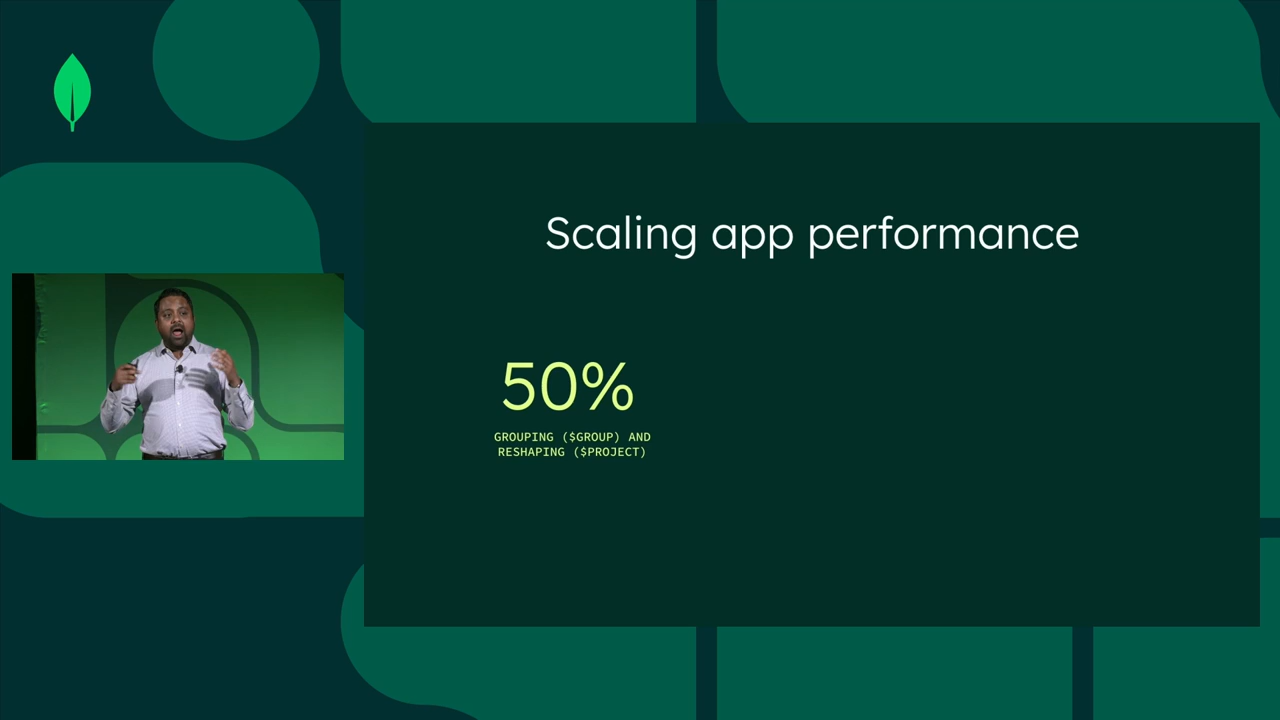 Scaling app performance
50%
GROUPING ($GROUP) AND
RESHAPING ($PROJECT)